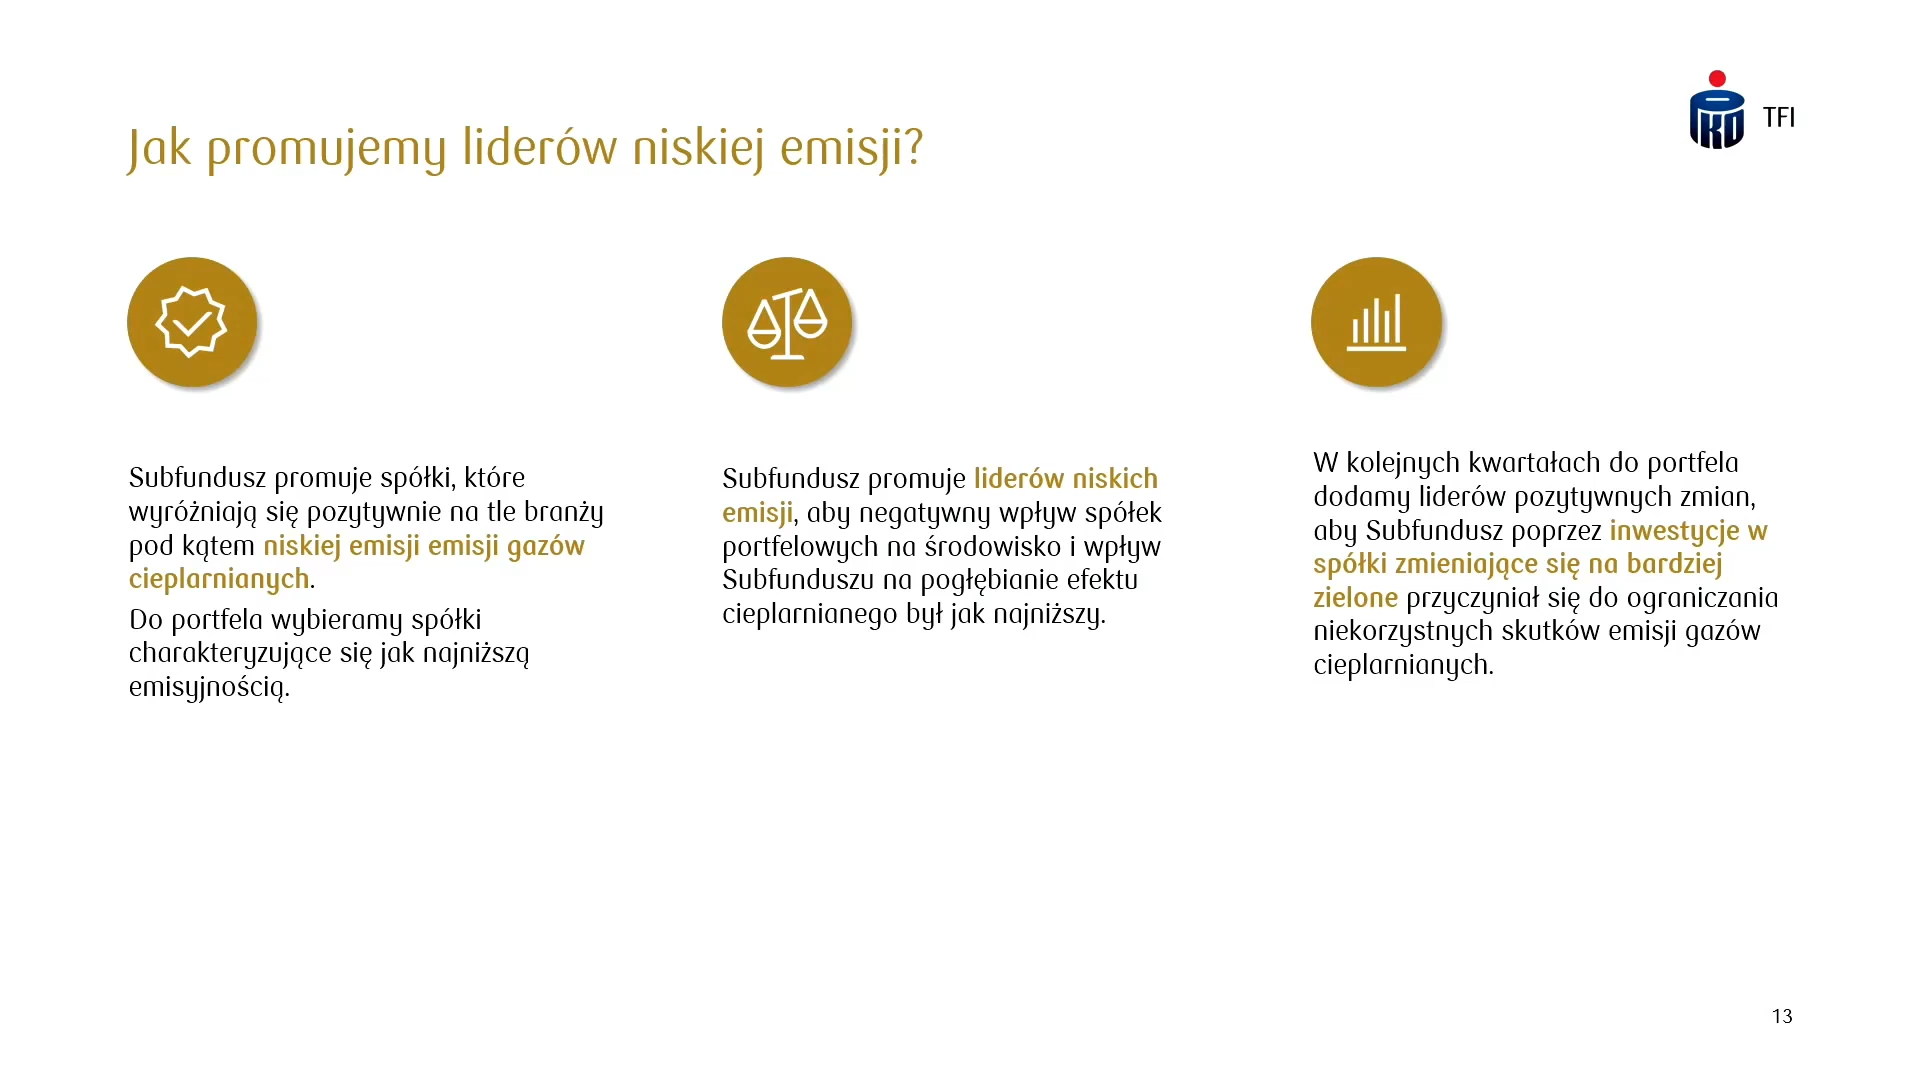 Jak promujemy liderów niskiej emisji?
PKO TFI
Subfundusz promuje spółki, które
wyróżniają się pozytywnie na tle branży
pod kątem niskiej emisji emisji gazów
cieplarnianych.
Do portfela wybieramy spółki
charakteryzujące się jak najniższą
emisyjnością.
Subfundusz promuje liderów niskich
emisji, aby negatywny wpływ spółek
portfelowych na środowisko i wpływ
Subfunduszu na pogłębianie efektu
cieplarnianego był jak najniższy.
W kolejnych kwartałach do portfela
dodamy liderów pozytywnych zmian,
aby Subfundusz poprzez inwestycje w
spółki zmieniające się na bardziej
zielone przyczyniał się do ograniczania
niekorzystnych skutków emisji gazów
cieplarnianych.
13